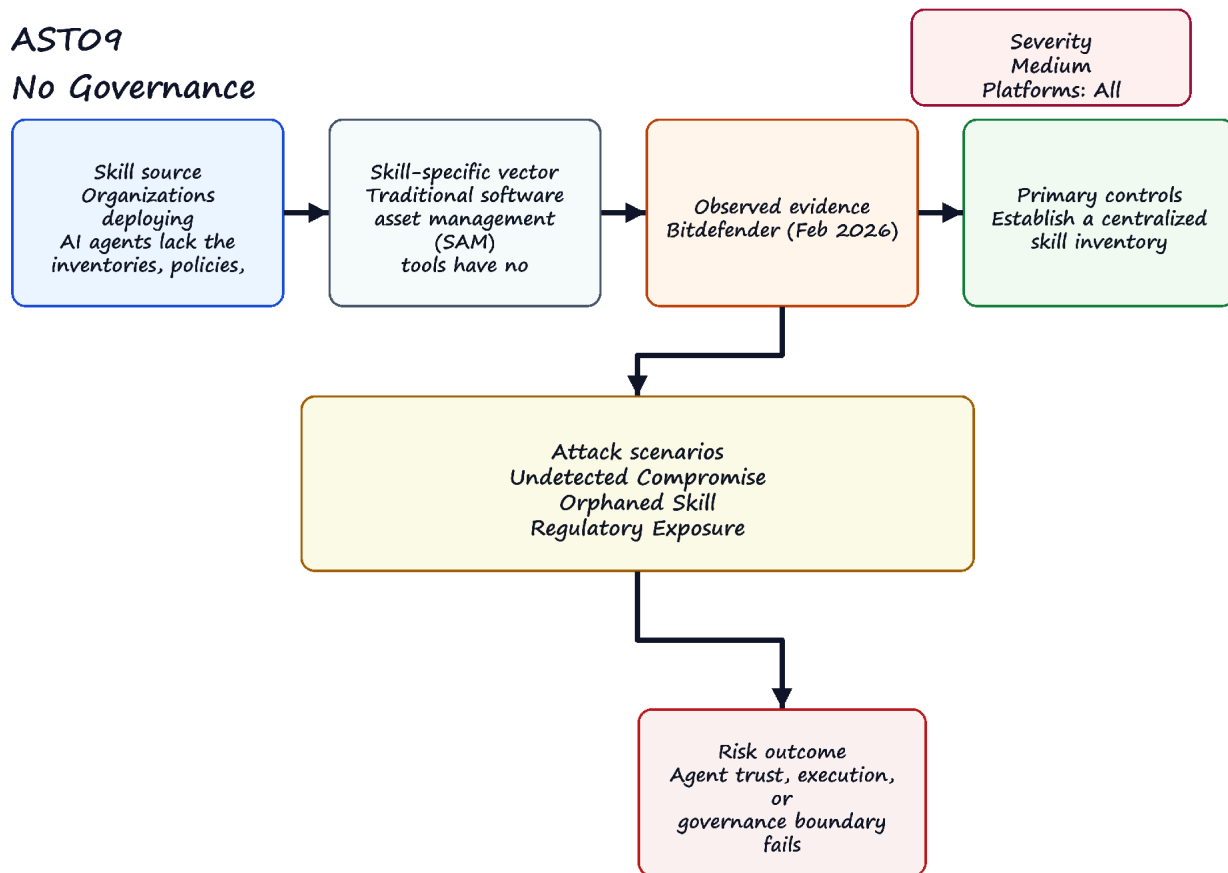 AST09
No Governance
Severity
Medium
Platforms: All
Skill source
Organizations
deploying
AI agents lack the
inventories, policies,
Skill-specific vector
Traditional software
asset management
(SAM)
tools have no
Observed evidence
Bitdefender (Feb 2026)
Primary controls
Establish a centralized
skill inventory
Attack scenarios
Undetected Compromise
Orphaned Skill
Regulatory Exposure
Risk outcome
Agent trust, execution,
or
governance boundary
fails